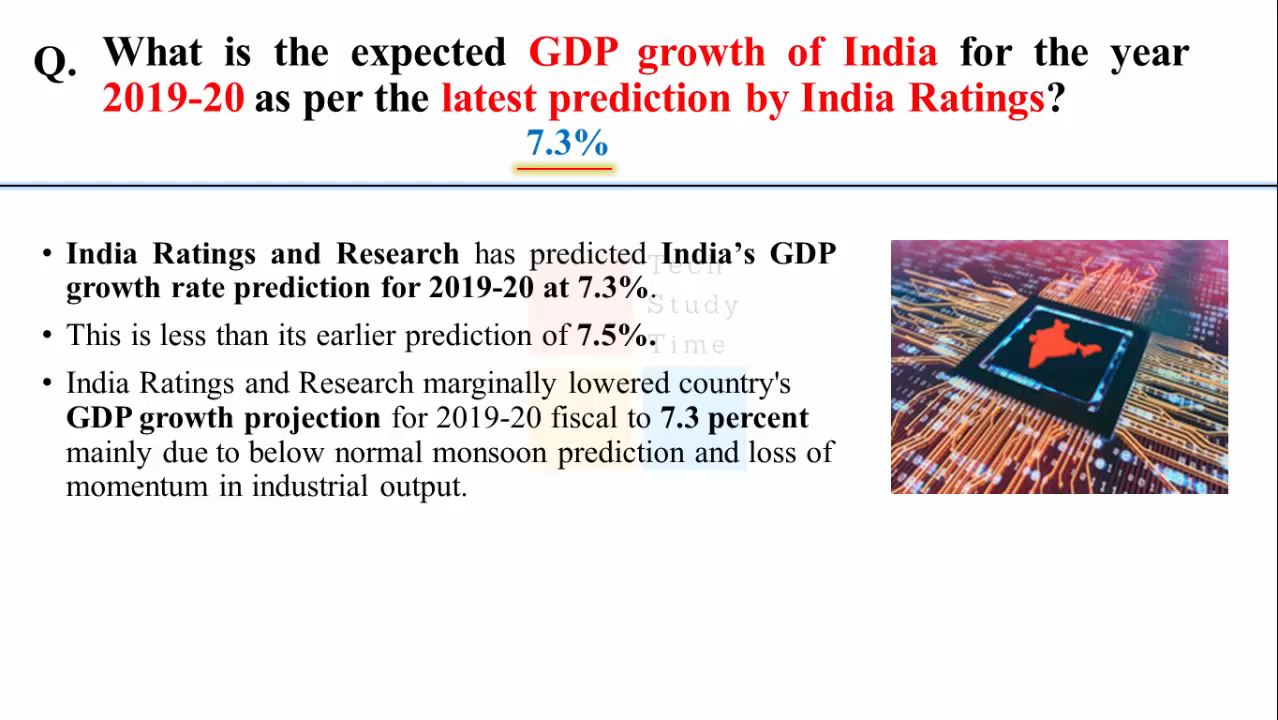 Q. What is the expected GDP growth of India for the year
2019-20 as per the latest prediction by India Ratings?
7.3%
• India Ratings and Research has predicted India’s GDP
growth rate prediction for 2019-20 at 7.3%.
• This is less than its earlier prediction of 7.5%.
• India Ratings and Research marginally lowered country's
GDP growth projection for 2019-20 fiscal to 7.3 percent
mainly due to below normal monsoon prediction and loss of
momentum in industrial output.
Tech
Study
Time